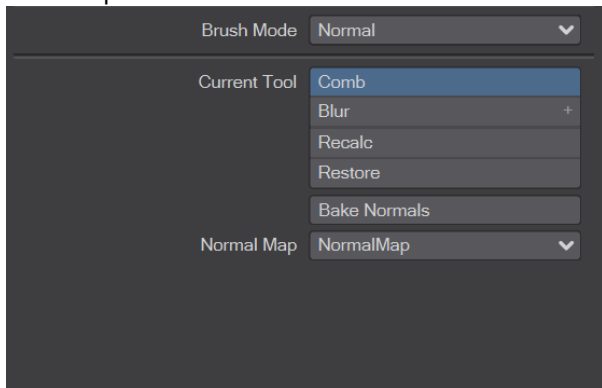 Brush Mode Normal
Current Tool Comb
Blur +
Recalc
Restore
Bake Normals
Normal Map NormalMap